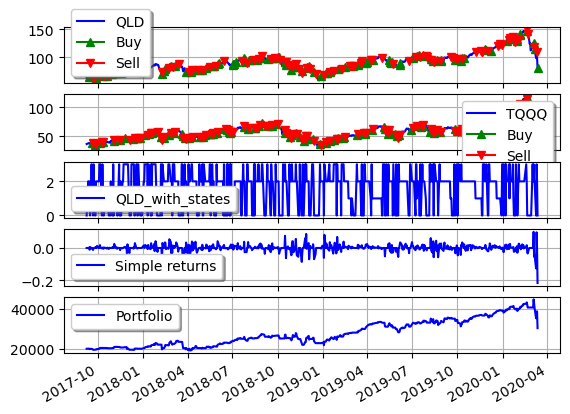 150
100
QLD
Buy
Sell
100
50
TQQQ
Buy
Sell
2
0
QLD_with_states
0.0
−0.2
Simple returns
40000
20000
Portfolio
2017-10
2018-01
2018-04
2018-07
2018-10
2019-01
2019-04
2019-07
2019-10
2020-01
2020-04